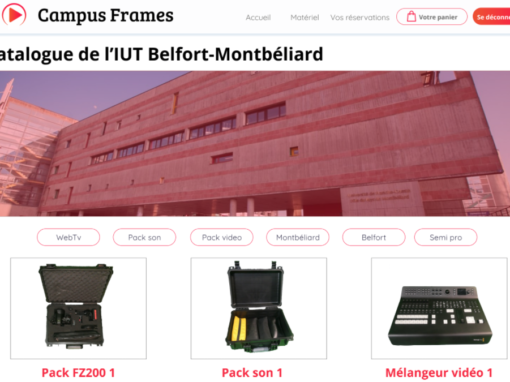 Campus Frames
Accueil
Matériel
Vos réservations
Votre panier
Se déconne
atalogue de l'IUT Belfort-Montbéliard
WebTv
Pack son
Pack video
Montbéliard
Belfort
Semi pro
Pack FZ200 1
Pack son 1
Mélangeur vidéo 1